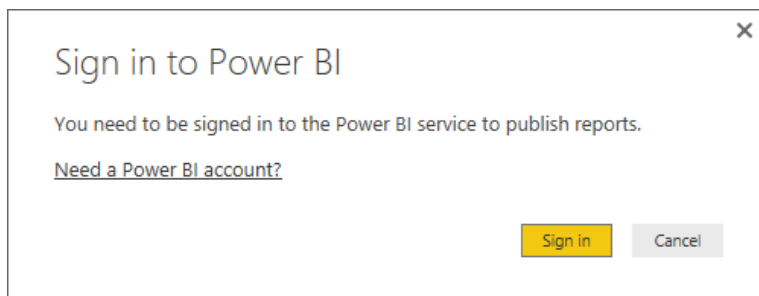 Sign in to Power BI
You need to be signed in to the Power BI service to publish reports.
Need a Power BI account?
Sign in
Cancel